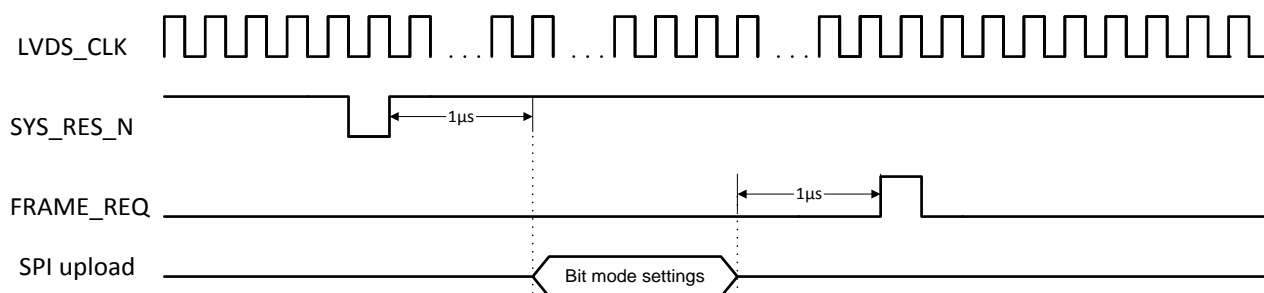 LVDS_CLK
... ... ...
SYS_RES_N
1µs
FRAME_REQ
1µs
SPI upload
Bit mode settings